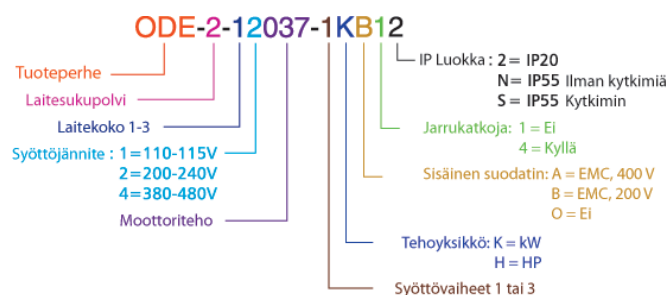 ODE-2-12037-1KB12
IP Luokka : 2 = IP20
N= IP55 Ilman kytkimiä
S = IP55 Kytkimin
Tuoteperhe
Laitesukupolvi
Laitekoko 1-3
Jarrukatkoja: 1 = Ei
4 = Kyllä
Syöttöjännite : 1=110-115V
2=200-240V
4=380-480V
Sisäinen suodatin: A = EMC, 400 V
B = EMC, 200 V
O = Ei
Moottoriteho
Tehoyksikkö: K = kW
H = HP
Syöttövaiheet 1 tai 3